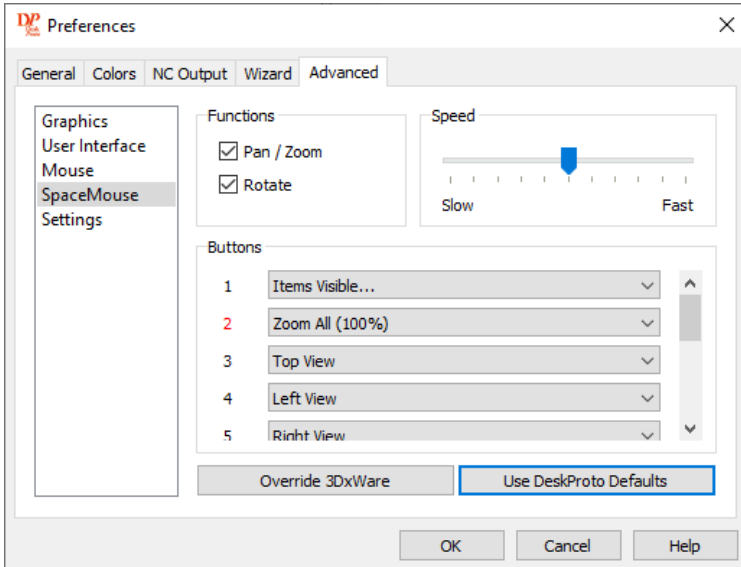 DP
Preferences
General Colors NC Output Wizard Advanced
Graphics
User Interface
Mouse
SpaceMouse
Settings
Functions
Pan / Zoom
Rotate
Speed
Slow Fast
Buttons
1 Items Visible...
2 Zoom All (100%)
3 Top View
4 Left View
5 Right View
Override 3DxWare Use DeskProto Defaults
OK Cancel Help